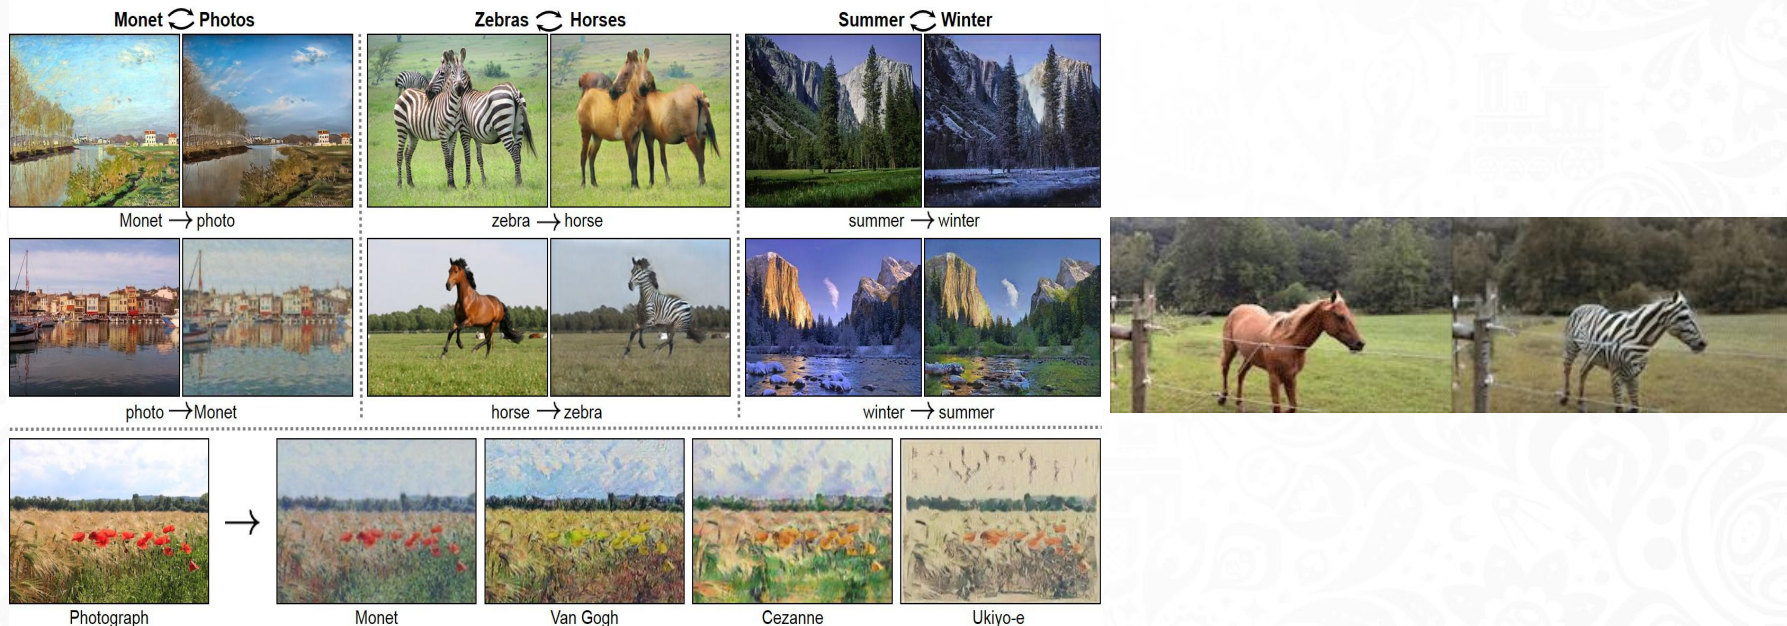 Monet Photos
Zebras Horses
Summer Winter
Monet → photo
zebra → horse
summer → winter
photo → Monet
horse → zebra
winter → summer
Photograph
Monet
Van Gogh
Cezanne
Ukiyo-e